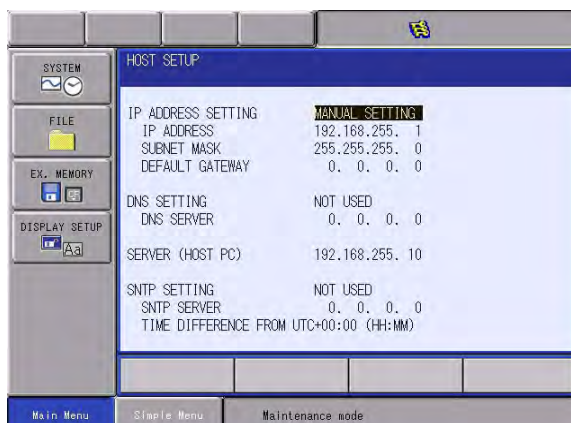 SYSTEM
FILE
EX. MEMORY
DISPLAY SETUP
Aa
HOST SETUP
IP ADDRESS SETTING MANUAL SETTING
IP ADDRESS 192.168.255. 1
SUBNET MASK 255.255.255. 0
DEFAULT GATEWAY 0. 0. 0. 0
DNS SETTING NOT USED
DNS SERVER 0. 0. 0. 0
SERVER (HOST PC) 192.168.255. 10
SNTP SETTING NOT USED
SNTP SERVER 0. 0. 0. 0
TIME DIFFERENCE FROM UTC+00:00 (HH:MM)
Main Menu Simple Menu Maintenance mode